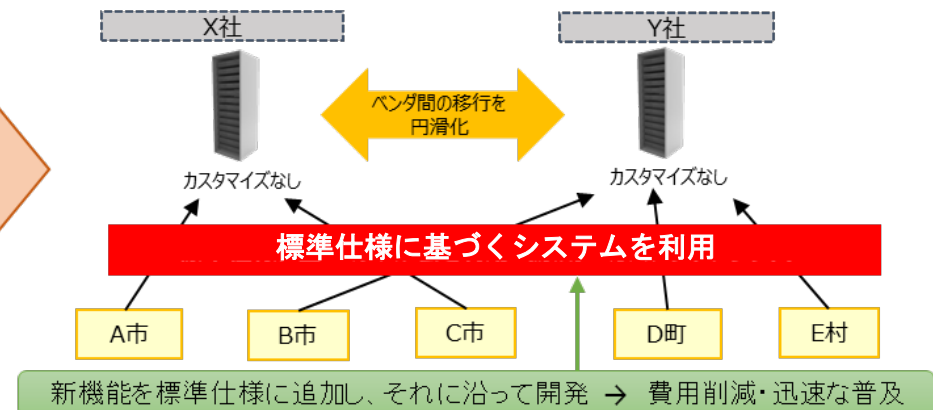 X社
Y社
ベンダ間の移行を
円滑化
カスタマイズなし
カスタマイズなし
標準仕様に基づくシステムを利用
A市
B市
C市
D町
E村
新機能を標準仕様に追加し、それに沿って開発 → 費用削減・迅速な普及